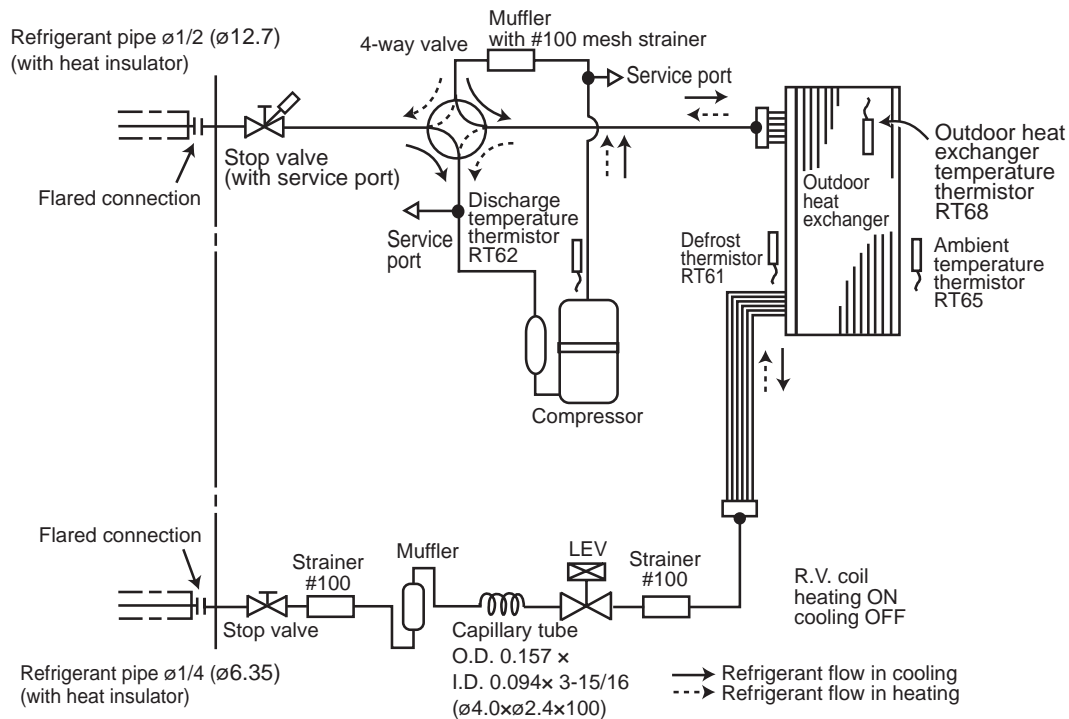 Refrigerant pipe ø1/2 (ø12.7)
(with heat insulator)
4-way valve
Muffler
with #100 mesh strainer
Service port
Flared connection
Stop valve
(with service port)
Service
port
Discharge
temperature
thermistor
RT62
Compressor
Outdoor
heat
exchanger
Outdoor heat
exchanger
temperature
thermistor
RT68
Defrost
thermistor
RT61
Ambient
temperature
thermistor
RT65
Flared connection
Strainer
#100
Muffler
LEV
Strainer
#100
R.V. coil
heating ON
cooling OFF
Stop valve
Capillary tube
O.D. 0.157 ×
I.D. 0.094× 3-15/16
(ø4.0×ø2.4×100)
Refrigerant pipe ø1/4 (ø6.35)
(with heat insulator)
Refrigerant flow in cooling
Refrigerant flow in heating